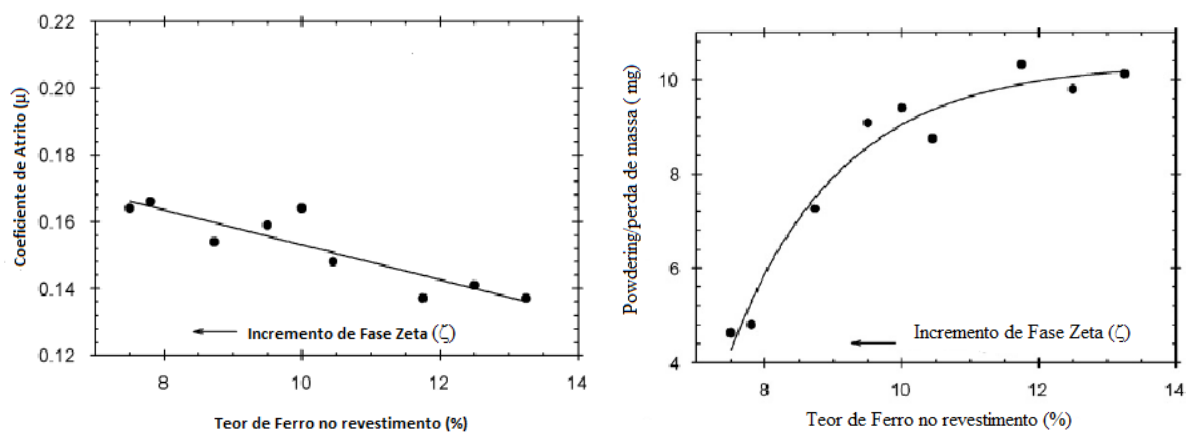 0.22
0.20
0.18
0.16
0.14
0.12
Coeficiente de Atrito (μ)
Incremento de Fase Zeta (ζ)
8 10 12 14
Teor de Ferro no revestimento (%)
10
8
6
4
Powdering/perda de massa ( mg)
Incremento de Fase Zeta (ζ)
8 10 12 14
Teor de Ferro no revestimento (%)